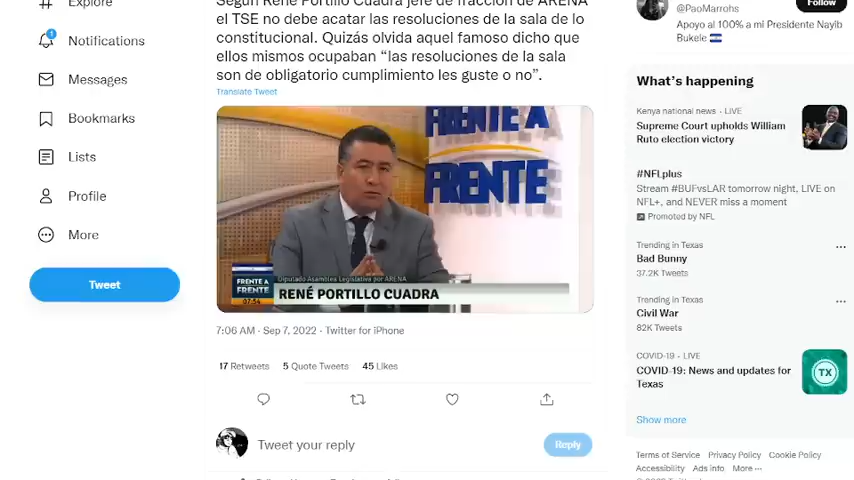 Explore
Notifications
Messages
Bookmarks
Lists
Profile
More
Tweet
Según René Portillo Cuadra jefe de fracción de ARENA
el TSE no debe acatar las resoluciones de la sala de lo
constitucional. Quizás olvida aquel famoso dicho que
ellos mismos ocupaban “las resoluciones de la sala
son de obligatorio cumplimiento les guste o no”.
Translate Tweet
FRENTE A
FRENTE
Diputado Asamblea Legislativa por ARENA
FRENTE A
FRENTE
RENÉ PORTILLO CUADRA
07:54
7:06 AM · Sep 7, 2022 · Twitter for iPhone
17 Retweets 5 Quote Tweets 45 Likes
Tweet your reply
Reply
Follow
@PaoMarrohs
Apoyo al 100% a mi Presidente Nayib
Bukele
What’s happening
Kenya national news · LIVE
Supreme Court upholds William
Ruto election victory
#NFLplus
Stream #BUFvsLAR tomorrow night, LIVE on
NFL+, and NEVER miss a moment
Promoted by NFL
Trending in Texas
Bad Bunny
37.2K Tweets
Trending in Texas
Civil War
82K Tweets
COVID-19 · LIVE
COVID-19: News and updates for
Texas
TX
Show more
Terms of Service Privacy Policy Cookie Policy
Accessibility Ads info More ···